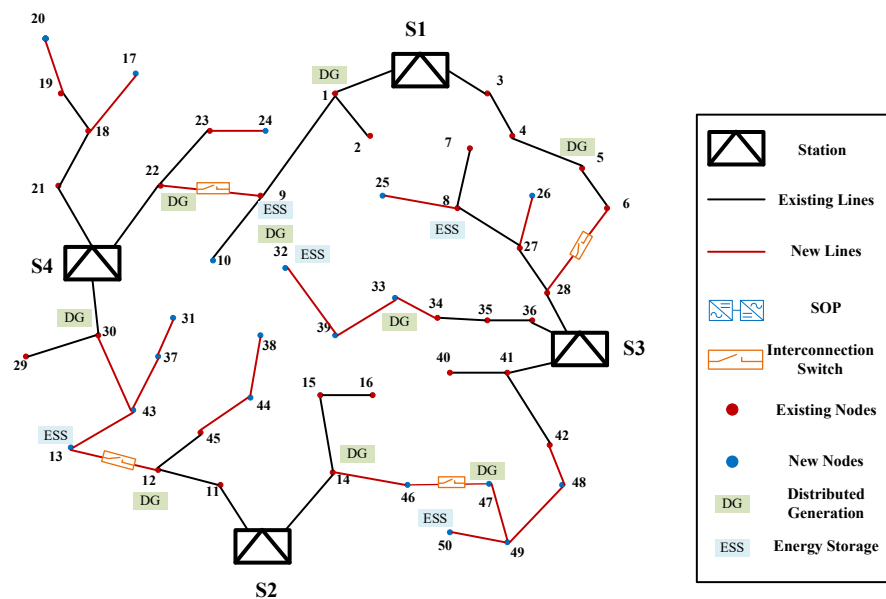 20
17
S1
DG
19
1
3
18
23
24
2
7
4
DG
5
22
21
DG
9
ESS
25
8
ESS
26
6
S4
10
DG
32
ESS
27
28
33
DG
34
35
36
DG
30
31
39
S3
29
37
38
40
41
43
15
16
44
45
42
ESS
13
12
DG
11
DG
14
46
DG
47
48
ESS
50
49
S2
Station
Existing Lines
New Lines
SOP
Interconnection
Switch
Existing Nodes
New Nodes
DG
Distributed
Generation
ESS
Energy Storage